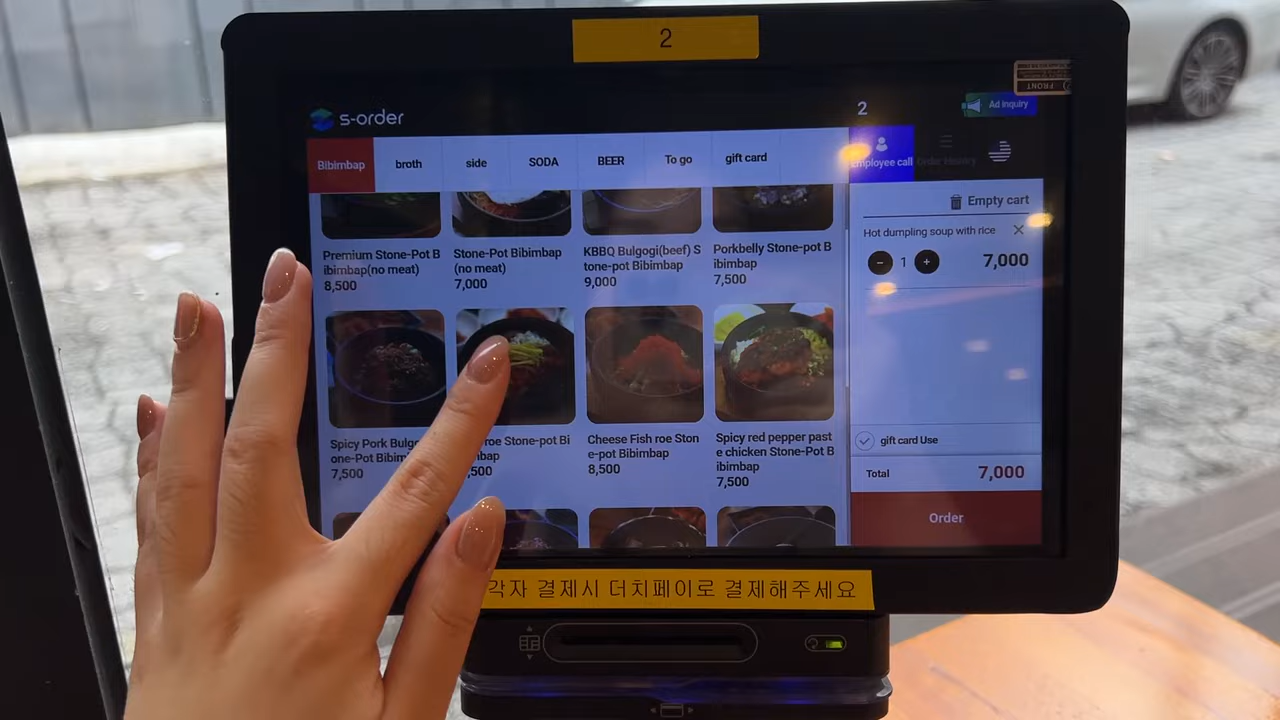 2
FRONT
s-order
2
Ad inquiry
Bibimbap
broth
side
SODA
BEER
To go
gift card
Employee call
Order History
Empty cart
Hot dumpling soup with rice
1
7,000
Premium Stone-Pot B
ibimbap(no meat)
8,500
Stone-Pot Bibimbap
(no meat)
7,000
KBBQ Bulgogi(beef) S
tone-pot Bibimbap
9,000
Porkbelly Stone-pot B
ibimbap
7,500
Spicy Pork Bulgo
one-Pot Bibim
7,500
roe Stone-pot Bi
mbap
,500
Cheese Fish roe Ston
e-pot Bibimbap
8,500
Spicy red pepper past
e chicken Stone-Pot B
ibimbap
7,500
gift card Use
Total
7,000
Order
각자 결제시 더치페이로 결제해주세요